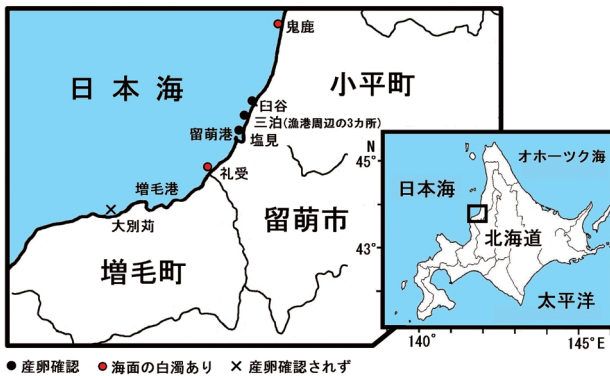 鬼鹿
日本海
小平町
臼谷
三泊(漁港周辺の3カ所)
留萌港
塩見
礼受
増毛港
大別苅
留萌市
増毛町
N
45°
オホーツク海
日本海
北海道
43°
太平洋
140°
145°E
● 産卵確認 ● 海面の白濁あり × 産卵確認されず